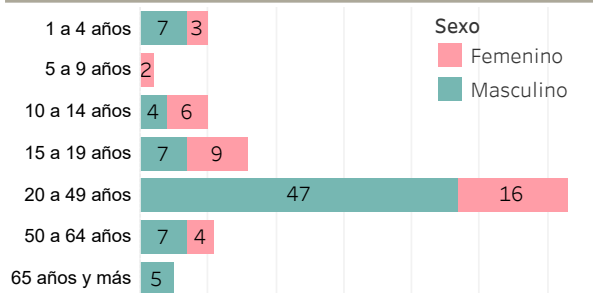 Sexo
Femenino
Masculino
1 a 4 años 7 3
5 a 9 años 2
10 a 14 años 4 6
15 a 19 años 7 9
20 a 49 años 47 16
50 a 64 años 7 4
65 años y más 5